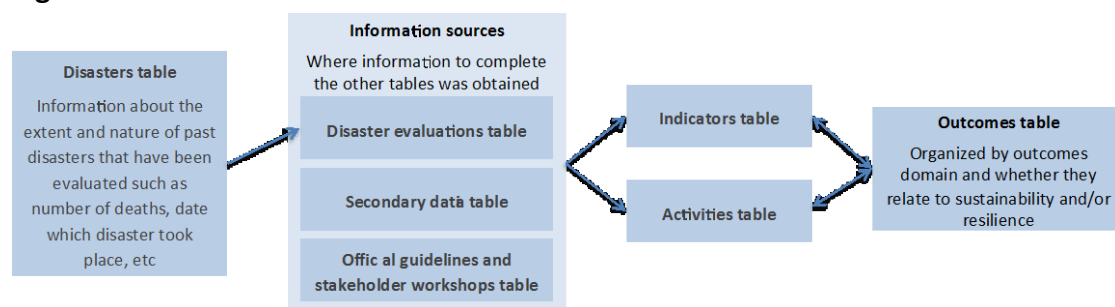 Disasters table
Information about the
extent and nature of past
disasters that have been
evaluated such as
number of deaths, date
which disaster took
place, etc
Information sources
Where information to complete
the other tables was obtained
Disaster evaluations table
Secondary data table
Offic al guidelines and
stakeholder workshops table
Indicators table
Activities table
Outcomes table
Organized by outcomes
domain and whether they
relate to sustainability and/or
resilience